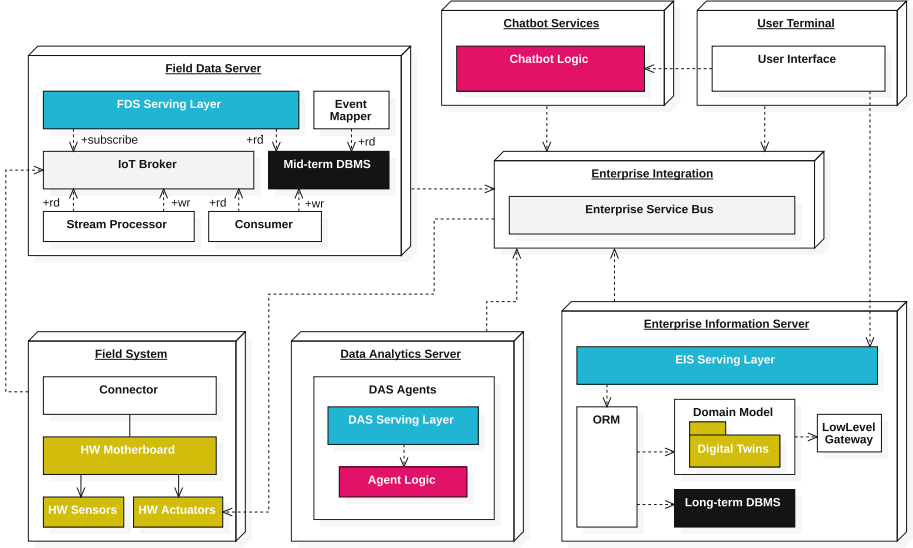 Chatbot Services
Chatbot Logic
User Terminal
User Interface
Field Data Server
FDS Serving Layer
Event
Mapper
+subscribe
+rd
+rd
IoT Broker
Mid-term DBMS
+rd
+wr
+rd
+wr
Stream Processor
Consumer
Enterprise Integration
Enterprise Service Bus
Field System
Connector
HW Motherboard
HW Sensors
HW Actuators
Data Analytics Server
DAS Agents
DAS Serving Layer
Agent Logic
Enterprise Information Server
EIS Serving Layer
ORM
Domain Model
Digital Twins
LowLevel
Gateway
Long-term DBMS